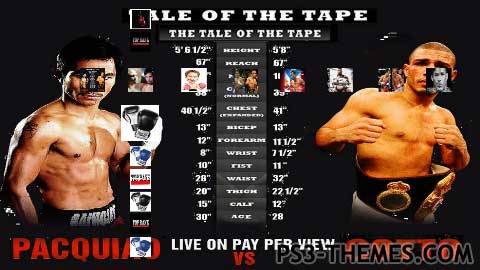 TALE OF THE TAPE
THE TALE OF THE TAPE
5' 6 1/2" HEIGHT 5'8"
67" REACH 67"
(NORMAL)
40 1/2" CHEST (EXPANDED) 41"
13" BICEP 13"
12" FOREARM 11 1/2"
8" WRIST 7 1/2"
10" FIST 11"
28" WAIST 32"
20" THIGH 22 1/2"
15" CALF 12"
30" AGE 28
PACQUIAO LIVE ON PAY PER VIEW
VS
PS3-THEMES.COM